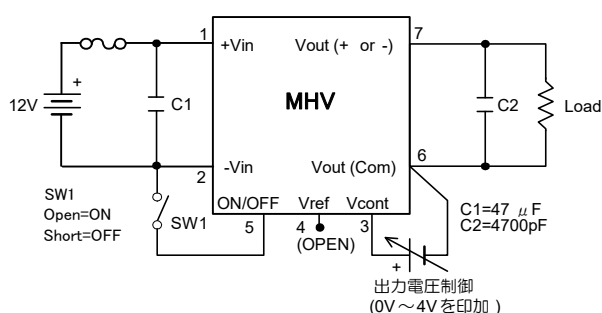 1
+Vin
Vout (+ or -)
7
+
12V
C1
MHV
C2
Load
2
-Vin
Vout (Com)
6
SW1
Open=ON
Short=OFF
SW1
ON/OFF
Vref
Vcont
5
4
(OPEN)
3
C1=47 μF
C2=4700pF
+
出力電圧制御
(0V～4Vを印加)